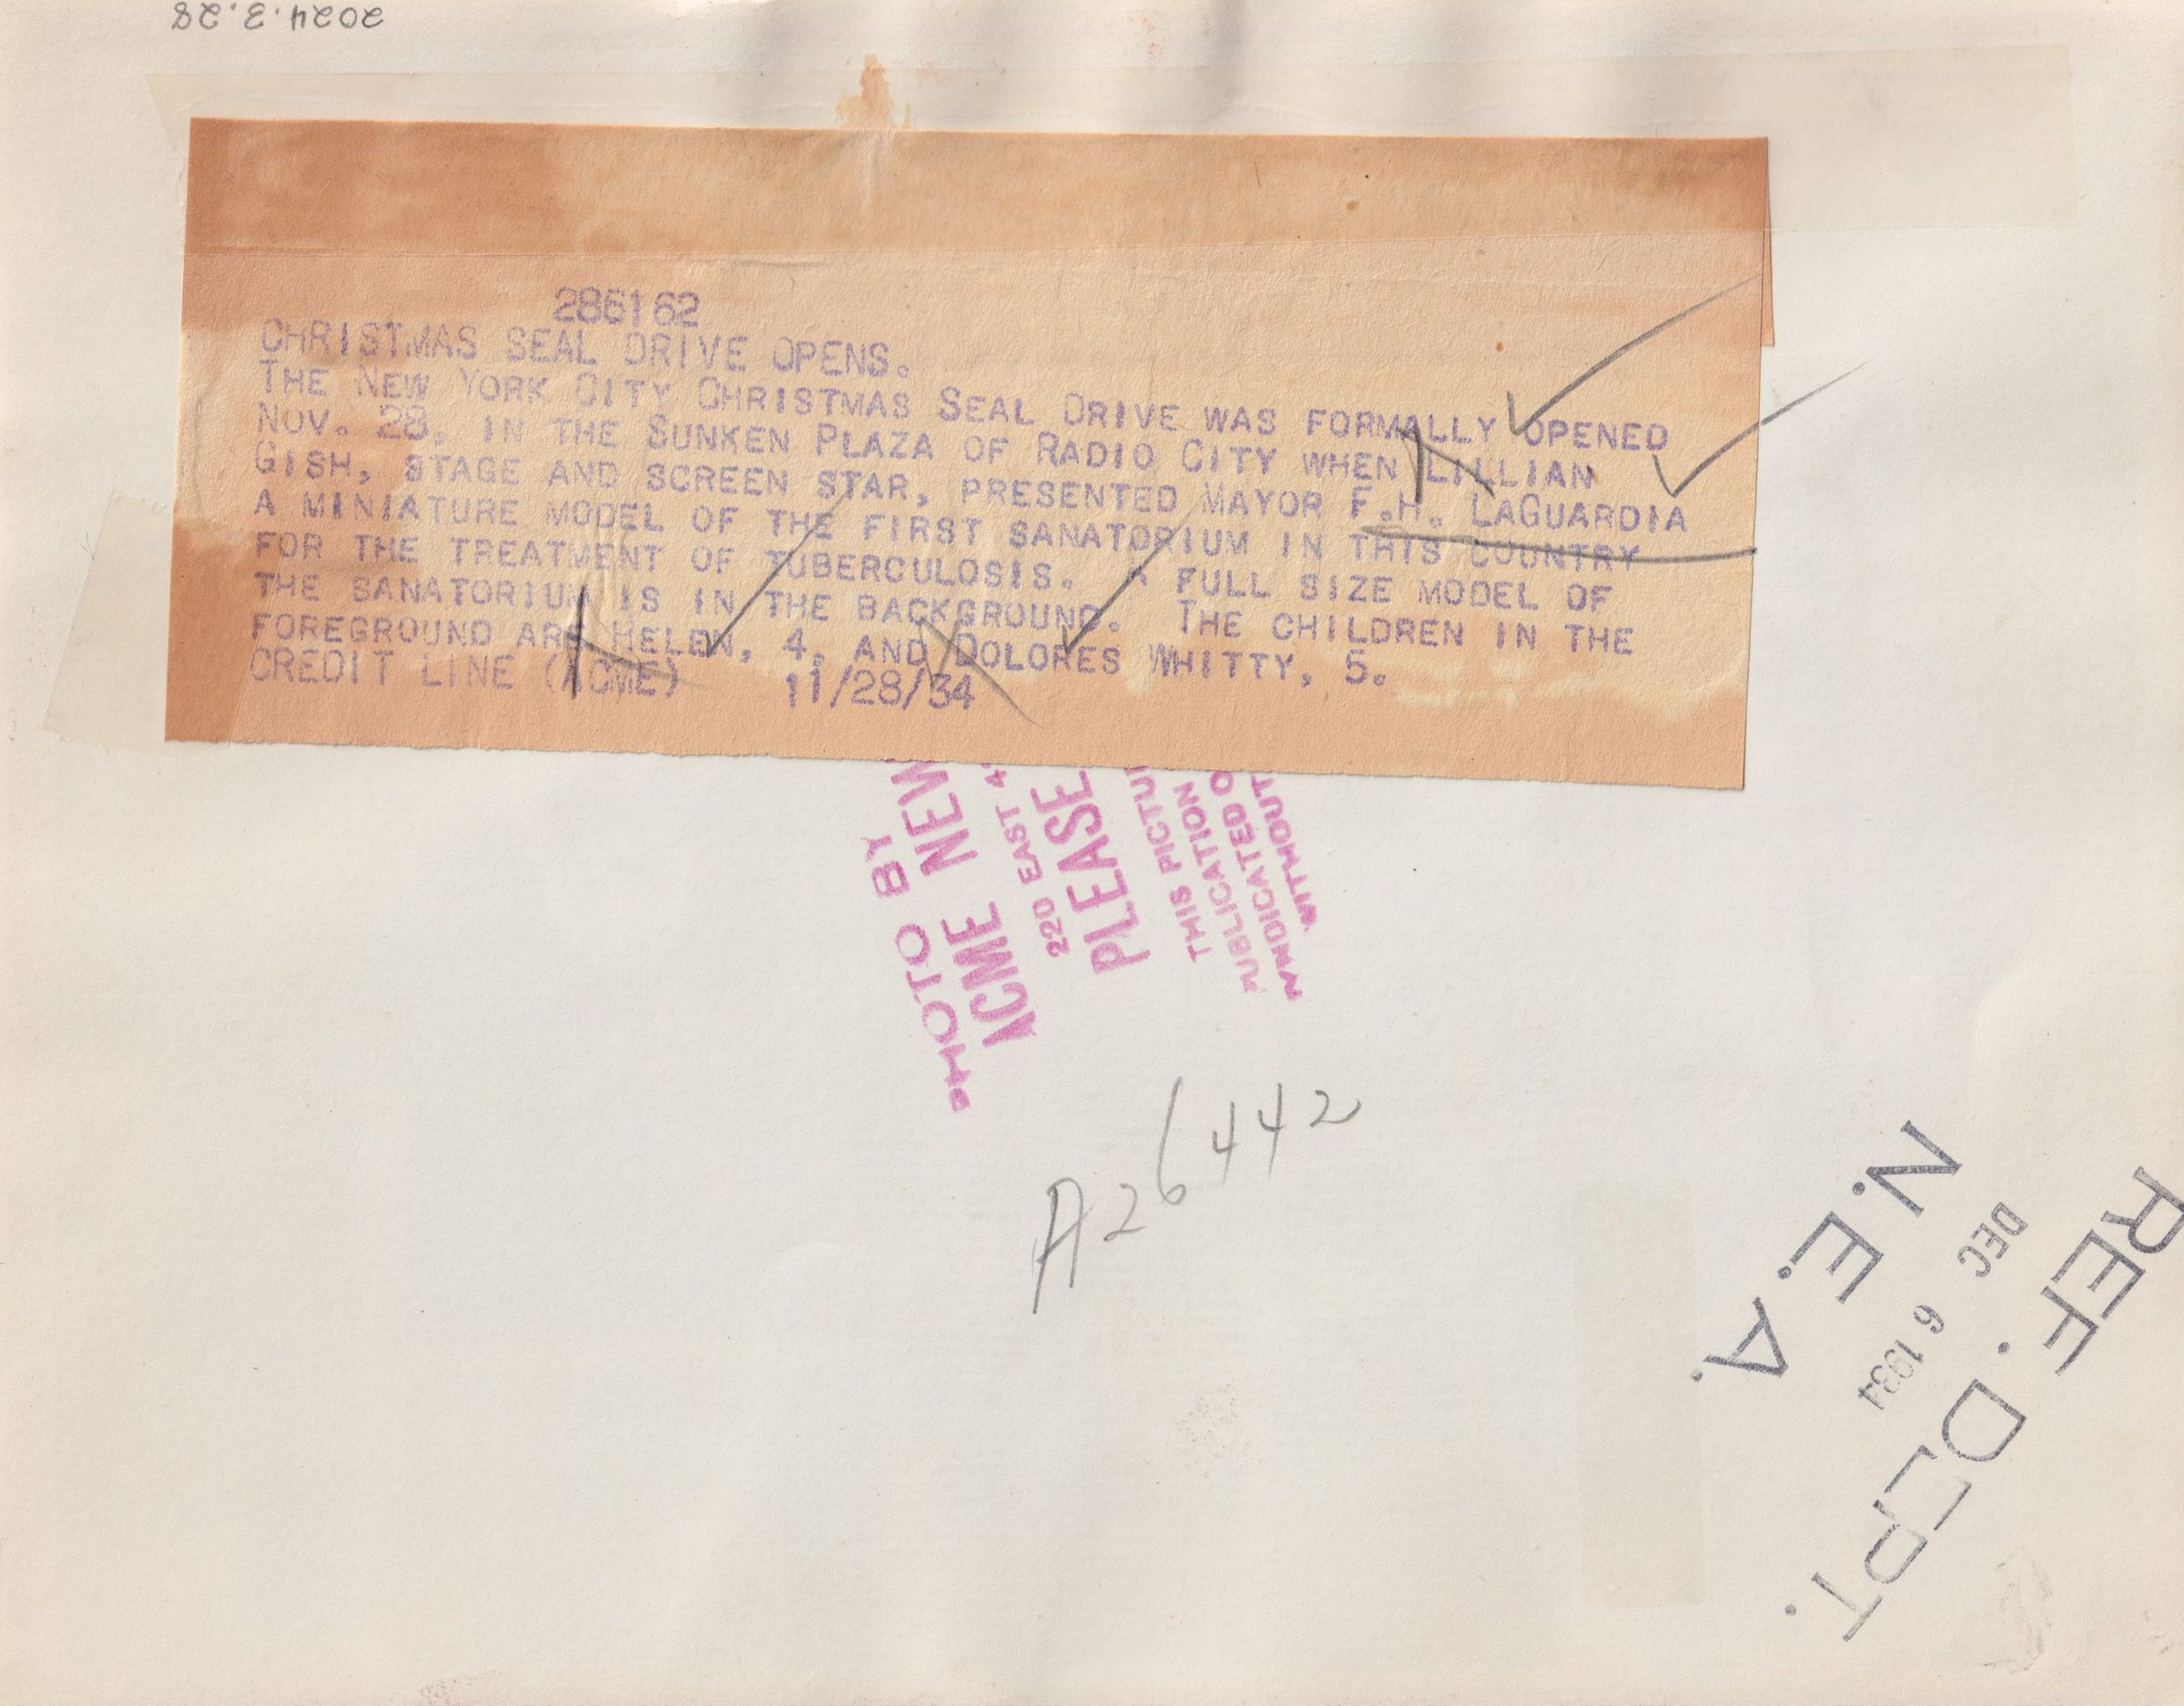 2024.3.28
286162
CHRISTMAS SEAL DRIVE OPENS.
THE NEW YORK CITY CHRISTMAS SEAL DRIVE WAS FORMALLY OPENED
NOV. 28, IN THE SUNKEN PLAZA OF RADIO CITY WHEN LILLIAN
GISH, STAGE AND SCREEN STAR, PRESENTED MAYOR F.H. LAGUARDIA
A MINIATURE MODEL OF THE FIRST SANATORIUM IN THIS COUNTRY
FOR THE TREATMENT OF TUBERCULOSIS. A FULL SIZE MODEL OF
THE SANATORIUM IS IN THE BACKGROUND. THE CHILDREN IN THE
FOREGROUND ARE HELEN, 4, AND DOLORES WHITTY, 5.
CREDIT LINE (ACME) 11/28/34
PHOTO BY
ACME NEW
220 EAST 4
PLEASE
THIS PICTU
PUBLICATION
YNDICATED O
WITHOUT
A26442
N.E.A.
DEC 6 1934
REF. DEPT.